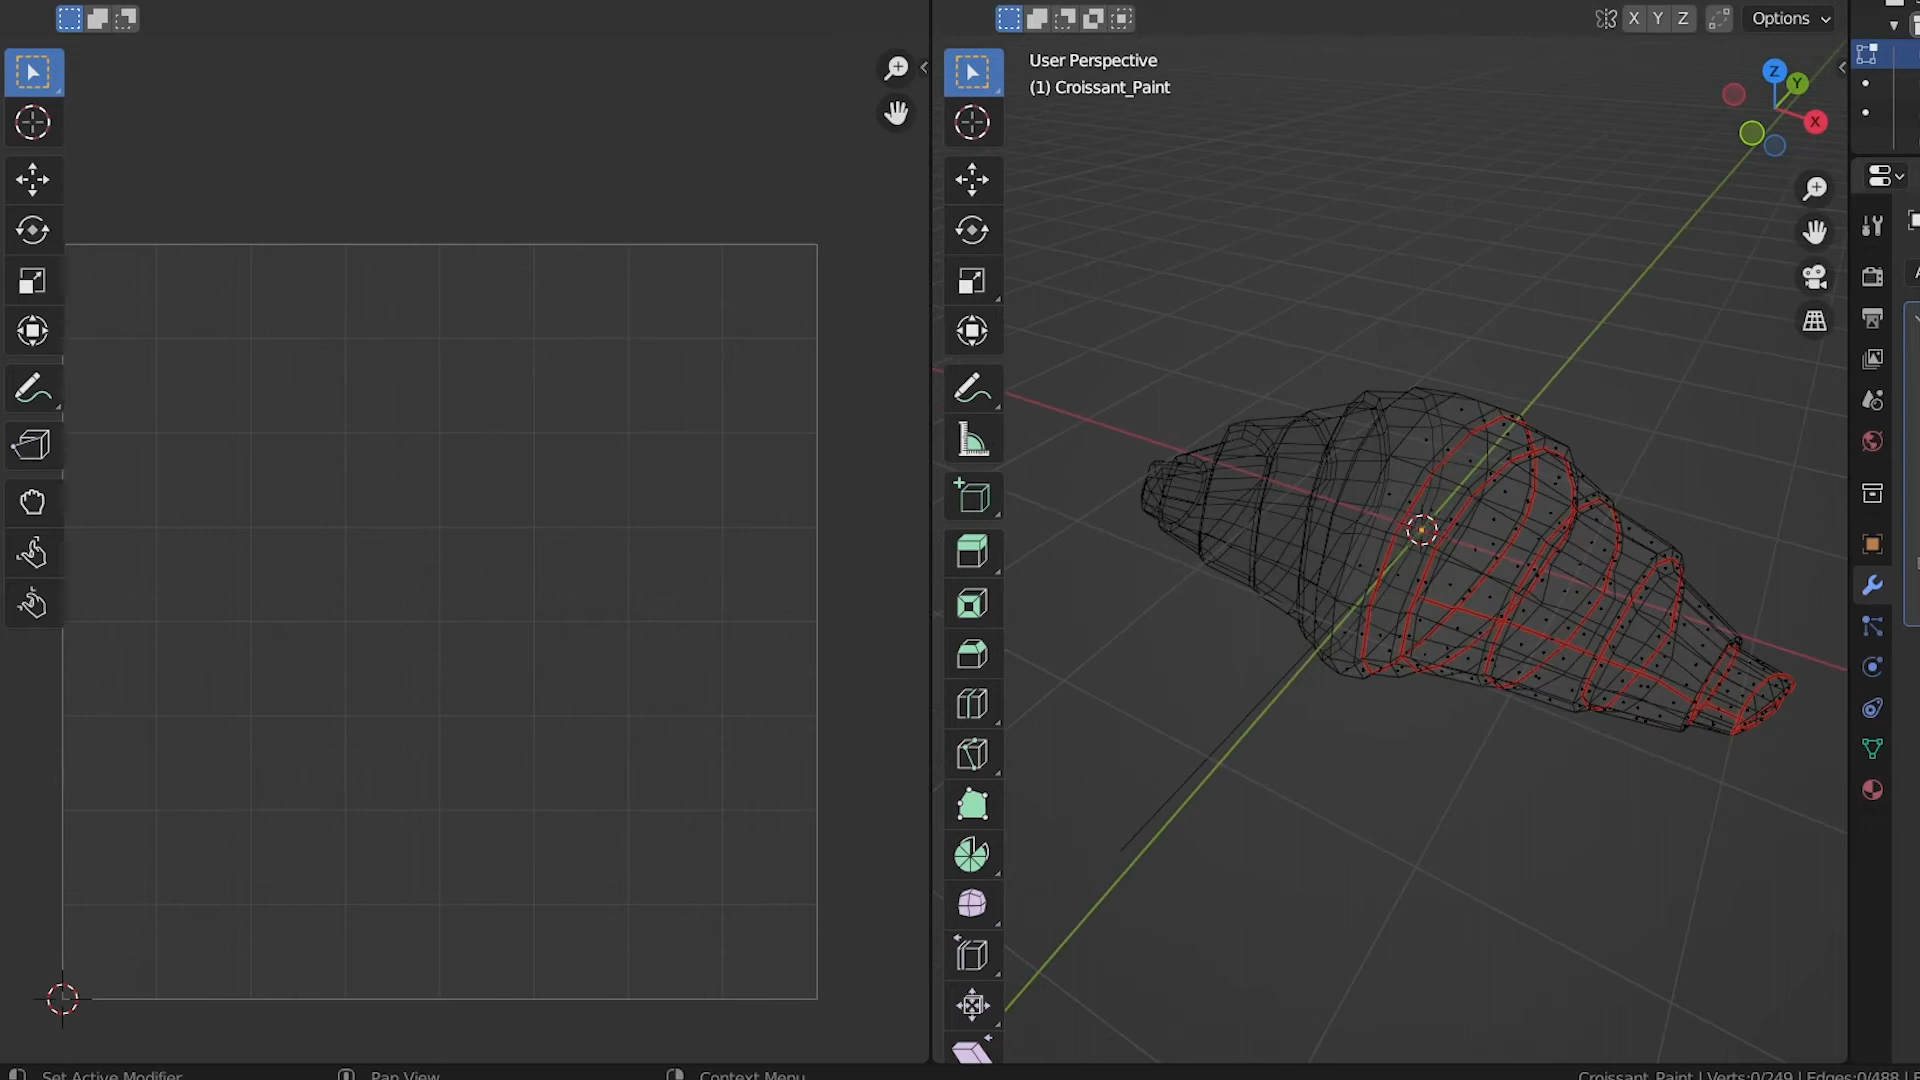 X Y Z Options
User Perspective
(1) Croissant_Paint
Z
Y
X
Set Active Modifier
Pan View
Context Menu
Croissant_Paint | Verts:0/249 | Edges:0/488 | F